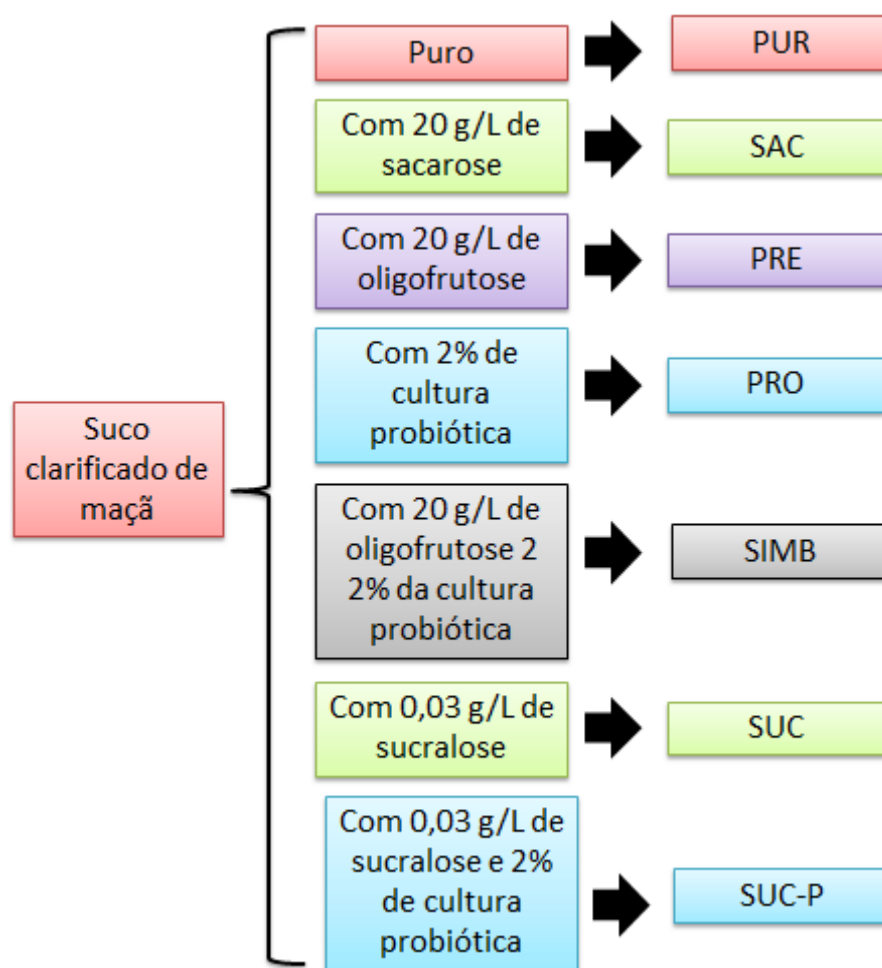 Suco
clarificado de
maçã
Puro
PUR
Com 20 g/L de
sacarose
SAC
Com 20 g/L de
oligofrutose
PRE
Com 2% de
cultura
probiótica
PRO
Com 20 g/L de
oligofrutose 2
2% da cultura
probiótica
SIMB
Com 0,03 g/L de
sucralose
SUC
Com 0,03 g/L de
sucralose e 2%
de cultura
probiótica
SUC-P